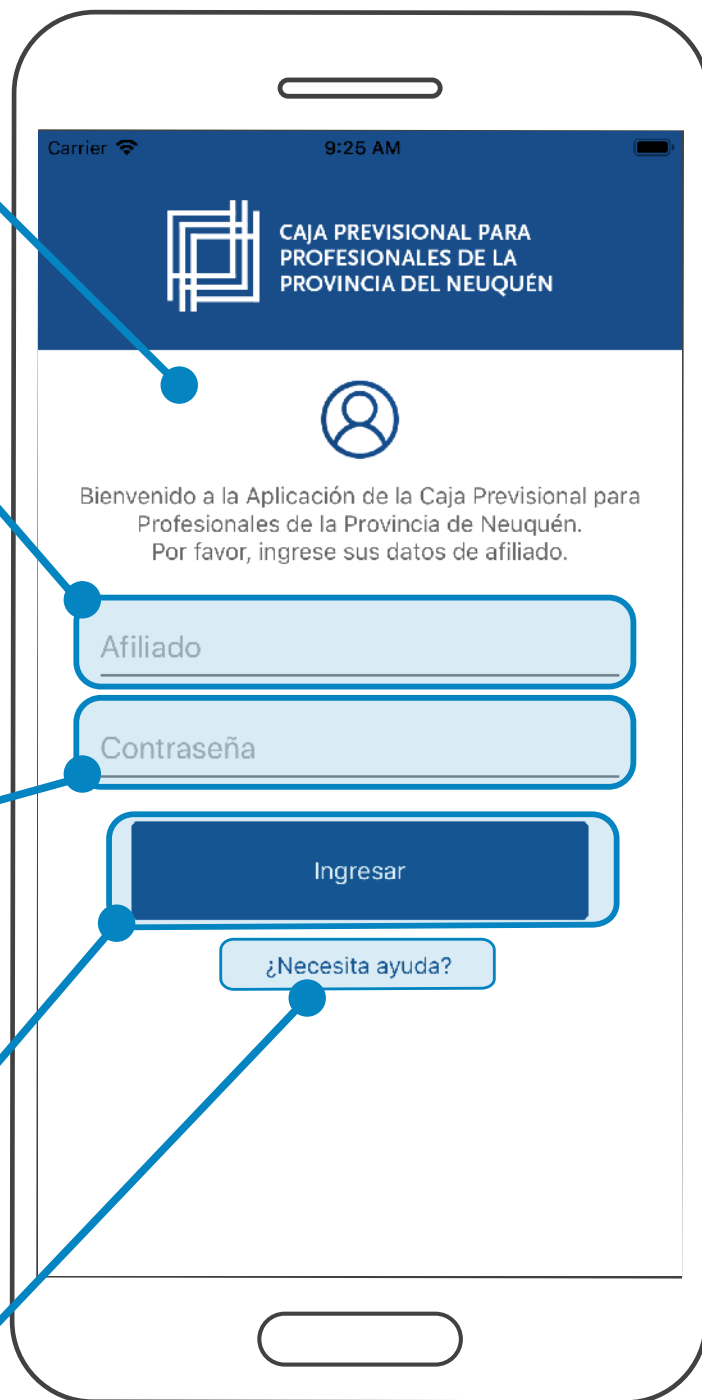 Carrier
9:25 AM
CAJA PREVISIONAL PARA
PROFESIONALES DE LA
PROVINCIA DEL NEUQUÉN
Bienvenido a la Aplicación de la Caja Previsional para
Profesionales de la Provincia de Neuquén.
Por favor, ingrese sus datos de afiliado.
Afiliado
Contraseña
Ingresar
¿Necesita ayuda?